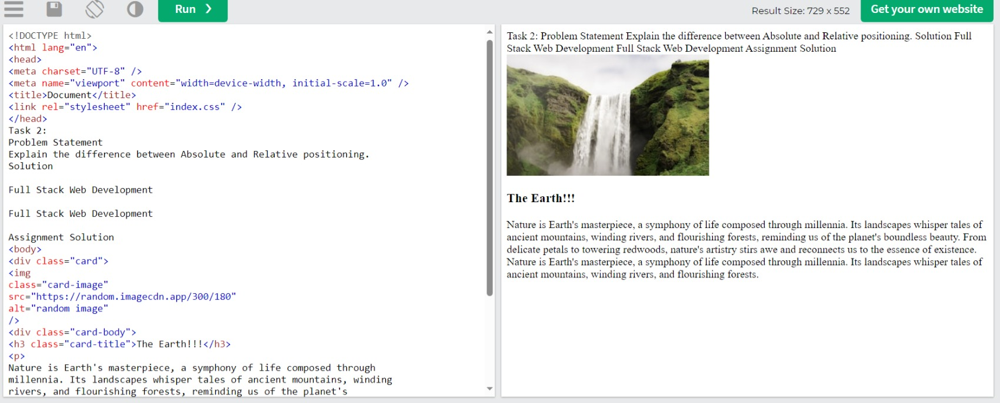 Run ❯
Result Size: 729 x 552
Get your own website
<!DOCTYPE html>
<html lang="en">
<head>
<meta charset="UTF-8" />
<meta name="viewport" content="width=device-width, initial-scale=1.0" />
<title>Document</title>
<link rel="stylesheet" href="index.css" />
</head>
Task 2:
Problem Statement
Explain the difference between Absolute and Relative positioning.
Solution
Full Stack Web Development
Full Stack Web Development
Assignment Solution
<body>
<div class="card">
<img
class="card-image"
src="https://random.imagecdn.app/300/180"
alt="random image"
/>
<div class="card-body">
<h3 class="card-title">The Earth!!!</h3>
<p>
Nature is Earth's masterpiece, a symphony of life composed through
millennia. Its landscapes whisper tales of ancient mountains, winding
rivers, and flourishing forests, reminding us of the planet's
Task 2: Problem Statement Explain the difference between Absolute and Relative positioning. Solution Full
Stack Web Development Full Stack Web Development Assignment Solution
The Earth!!!
Nature is Earth's masterpiece, a symphony of life composed through millennia. Its landscapes whisper tales of
ancient mountains, winding rivers, and flourishing forests, reminding us of the planet's boundless beauty. From
delicate petals to towering redwoods, nature's artistry stirs awe and reconnects us to the essence of existence.
Nature is Earth's masterpiece, a symphony of life composed through millennia. Its landscapes whisper tales of
ancient mountains, winding rivers, and flourishing forests.